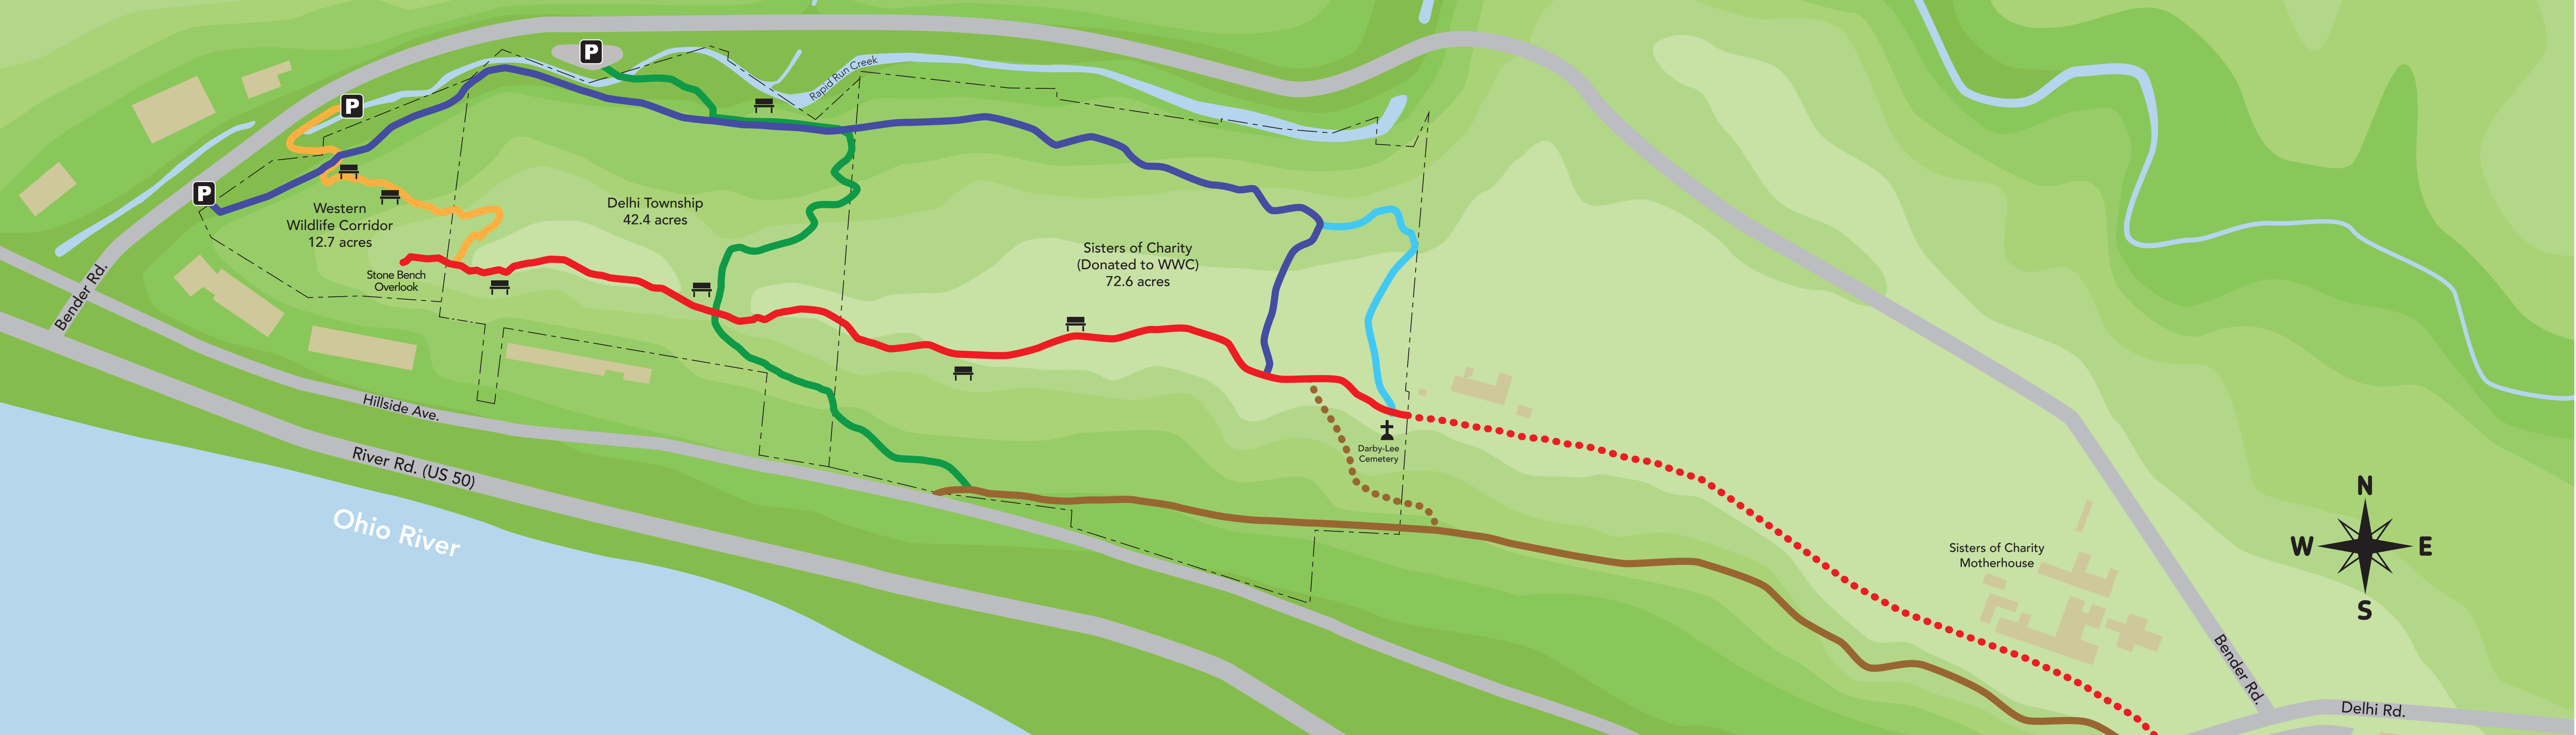 P
P
P
Rapid Run Creek
Western
Wildlife Corridor
12.7 acres
Delhi Township
42.4 acres
Sisters of Charity
(Donated to WWC)
72.6 acres
Stone Bench
Overlook
Bender Rd.
Hillside Ave.
River Rd. (US 50)
Ohio River
Darby-Lee
Cemetery
Sisters of Charity
Motherhouse
N
W
E
S
Bender Rd.
Delhi Rd.